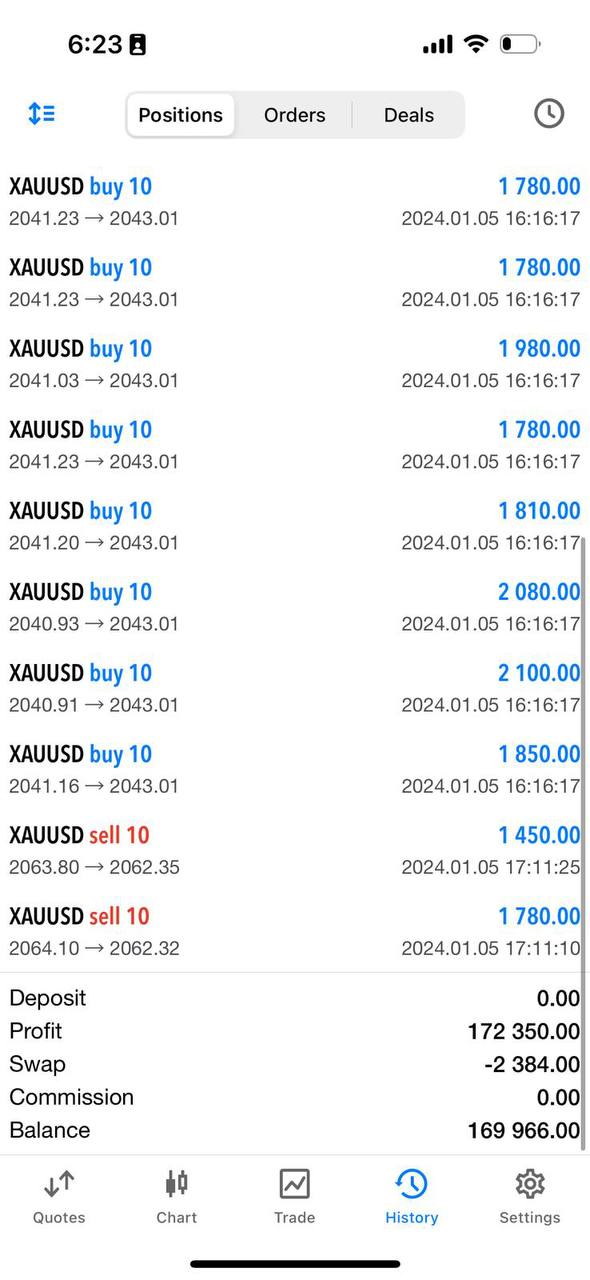 6:23
Positions Orders Deals
XAUUSD buy 10 1 780.00
2041.23 → 2043.01 2024.01.05 16:16:17
XAUUSD buy 10 1 780.00
2041.23 → 2043.01 2024.01.05 16:16:17
XAUUSD buy 10 1 980.00
2041.03 → 2043.01 2024.01.05 16:16:17
XAUUSD buy 10 1 780.00
2041.23 → 2043.01 2024.01.05 16:16:17
XAUUSD buy 10 1 810.00
2041.20 → 2043.01 2024.01.05 16:16:17
XAUUSD buy 10 2 080.00
2040.93 → 2043.01 2024.01.05 16:16:17
XAUUSD buy 10 2 100.00
2040.91 → 2043.01 2024.01.05 16:16:17
XAUUSD buy 10 1 850.00
2041.16 → 2043.01 2024.01.05 16:16:17
XAUUSD sell 10 1 450.00
2063.80 → 2062.35 2024.01.05 17:11:25
XAUUSD sell 10 1 780.00
2064.10 → 2062.32 2024.01.05 17:11:10
Deposit 0.00
Profit 172 350.00
Swap -2 384.00
Commission 0.00
Balance 169 966.00
Quotes Chart Trade History Settings